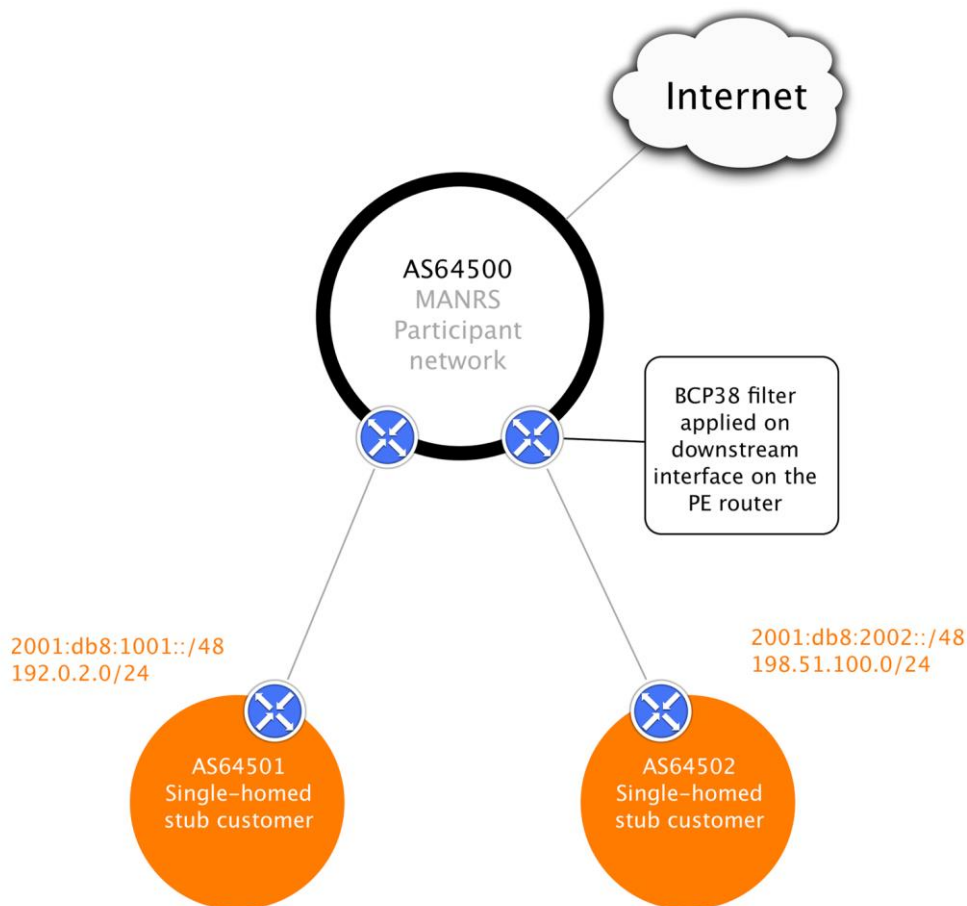 Internet
AS64500
MANRS
Participant
network
BCP38 filter
applied on
downstream
interface on the
PE router
2001:db8:1001::/48
192.0.2.0/24
2001:db8:2002::/48
198.51.100.0/24
AS64501
Single-homed
stub customer
AS64502
Single-homed
stub customer